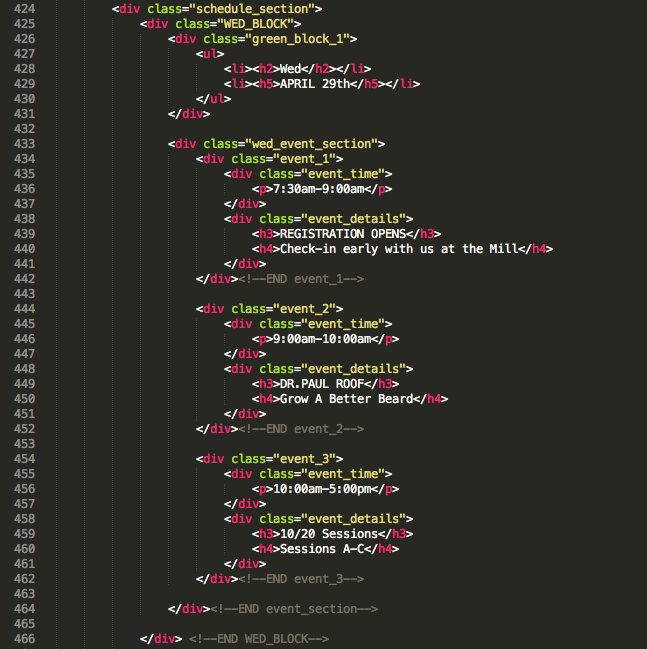 424 <div class="schedule_section">
425 <div class="WED_BLOCK">
426 <div class="green_block_1">
427 <ul>
428 <li><h2>Wed</h2></li>
429 <li><h5>APRIL 29th</h5></li>
430 </ul>
431 </div>
432
433 <div class="wed_event_section">
434 <div class="event_1">
435 <div class="event_time">
436 <p>7:30am-9:00am</p>
437 </div>
438 <div class="event_details">
439 <h3>REGISTRATION OPENS</h3>
440 <h4>Check-in early with us at the Mill</h4>
441 </div>
442 </div><!--END event_1-->
443
444 <div class="event_2">
445 <div class="event_time">
446 <p>9:00am-10:00am</p>
447 </div>
448 <div class="event_details">
449 <h3>DR.PAUL ROOF</h3>
450 <h4>Grow A Better Beard</h4>
451 </div>
452 </div><!--END event_2-->
453
454 <div class="event_3">
455 <div class="event_time">
456 <p>10:00am-5:00pm</p>
457 </div>
458 <div class="event_details">
459 <h3>10/20 Sessions</h3>
460 <h4>Sessions A-C</h4>
461 </div>
462 </div><!--END event_3-->
463
464 </div><!--END event_section-->
465
466 </div> <!--END WED_BLOCK-->